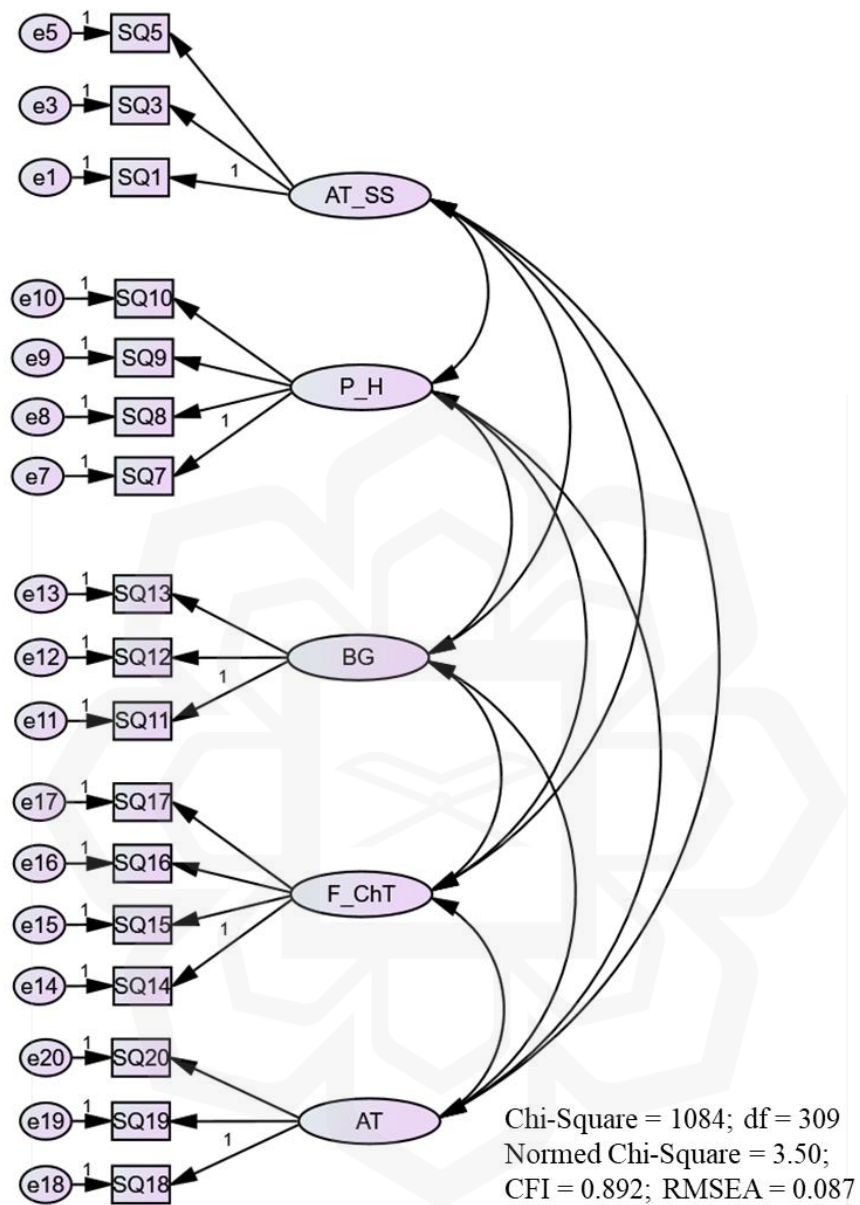 e5 1 SQ5
e3 1 SQ3
e1 1 SQ1 1
AT_SS
e10 1 SQ10
e9 1 SQ9
P_H
e8 1 SQ8 1
e7 1 SQ7
e13 1 SQ13
e12 1 SQ12 BG
1
e11 1 SQ11
e17 1 SQ17
e16 1 SQ16
F_ChT
e15 1 SQ15 1
e14 1 SQ14
e20 1 SQ20
e19 1 SQ19 1 AT
e18 1 SQ18
Chi-Square = 1084; df = 309
Normed Chi-Square = 3.50;
CFI = 0.892; RMSEA = 0.087